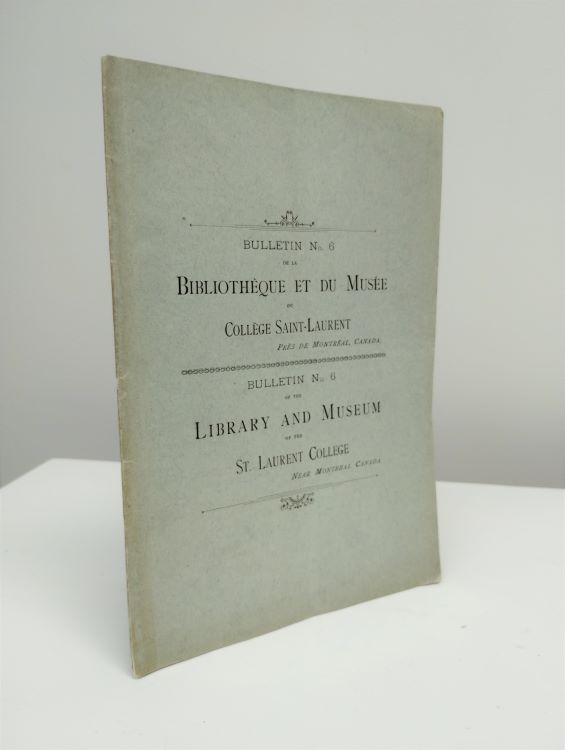 BULLETIN No. 6
DE LA
BIBLIOTHÈQUE ET DU MUSÉE
DU
COLLÈGE SAINT-LAURENT
PRÈS DE MONTRÉAL, CANADA.
BULLETIN No 6
OF THE
LIBRARY AND MUSEUM
OF THE
ST. LAURENT COLLEGE
NEAR MONTREAL CANADA